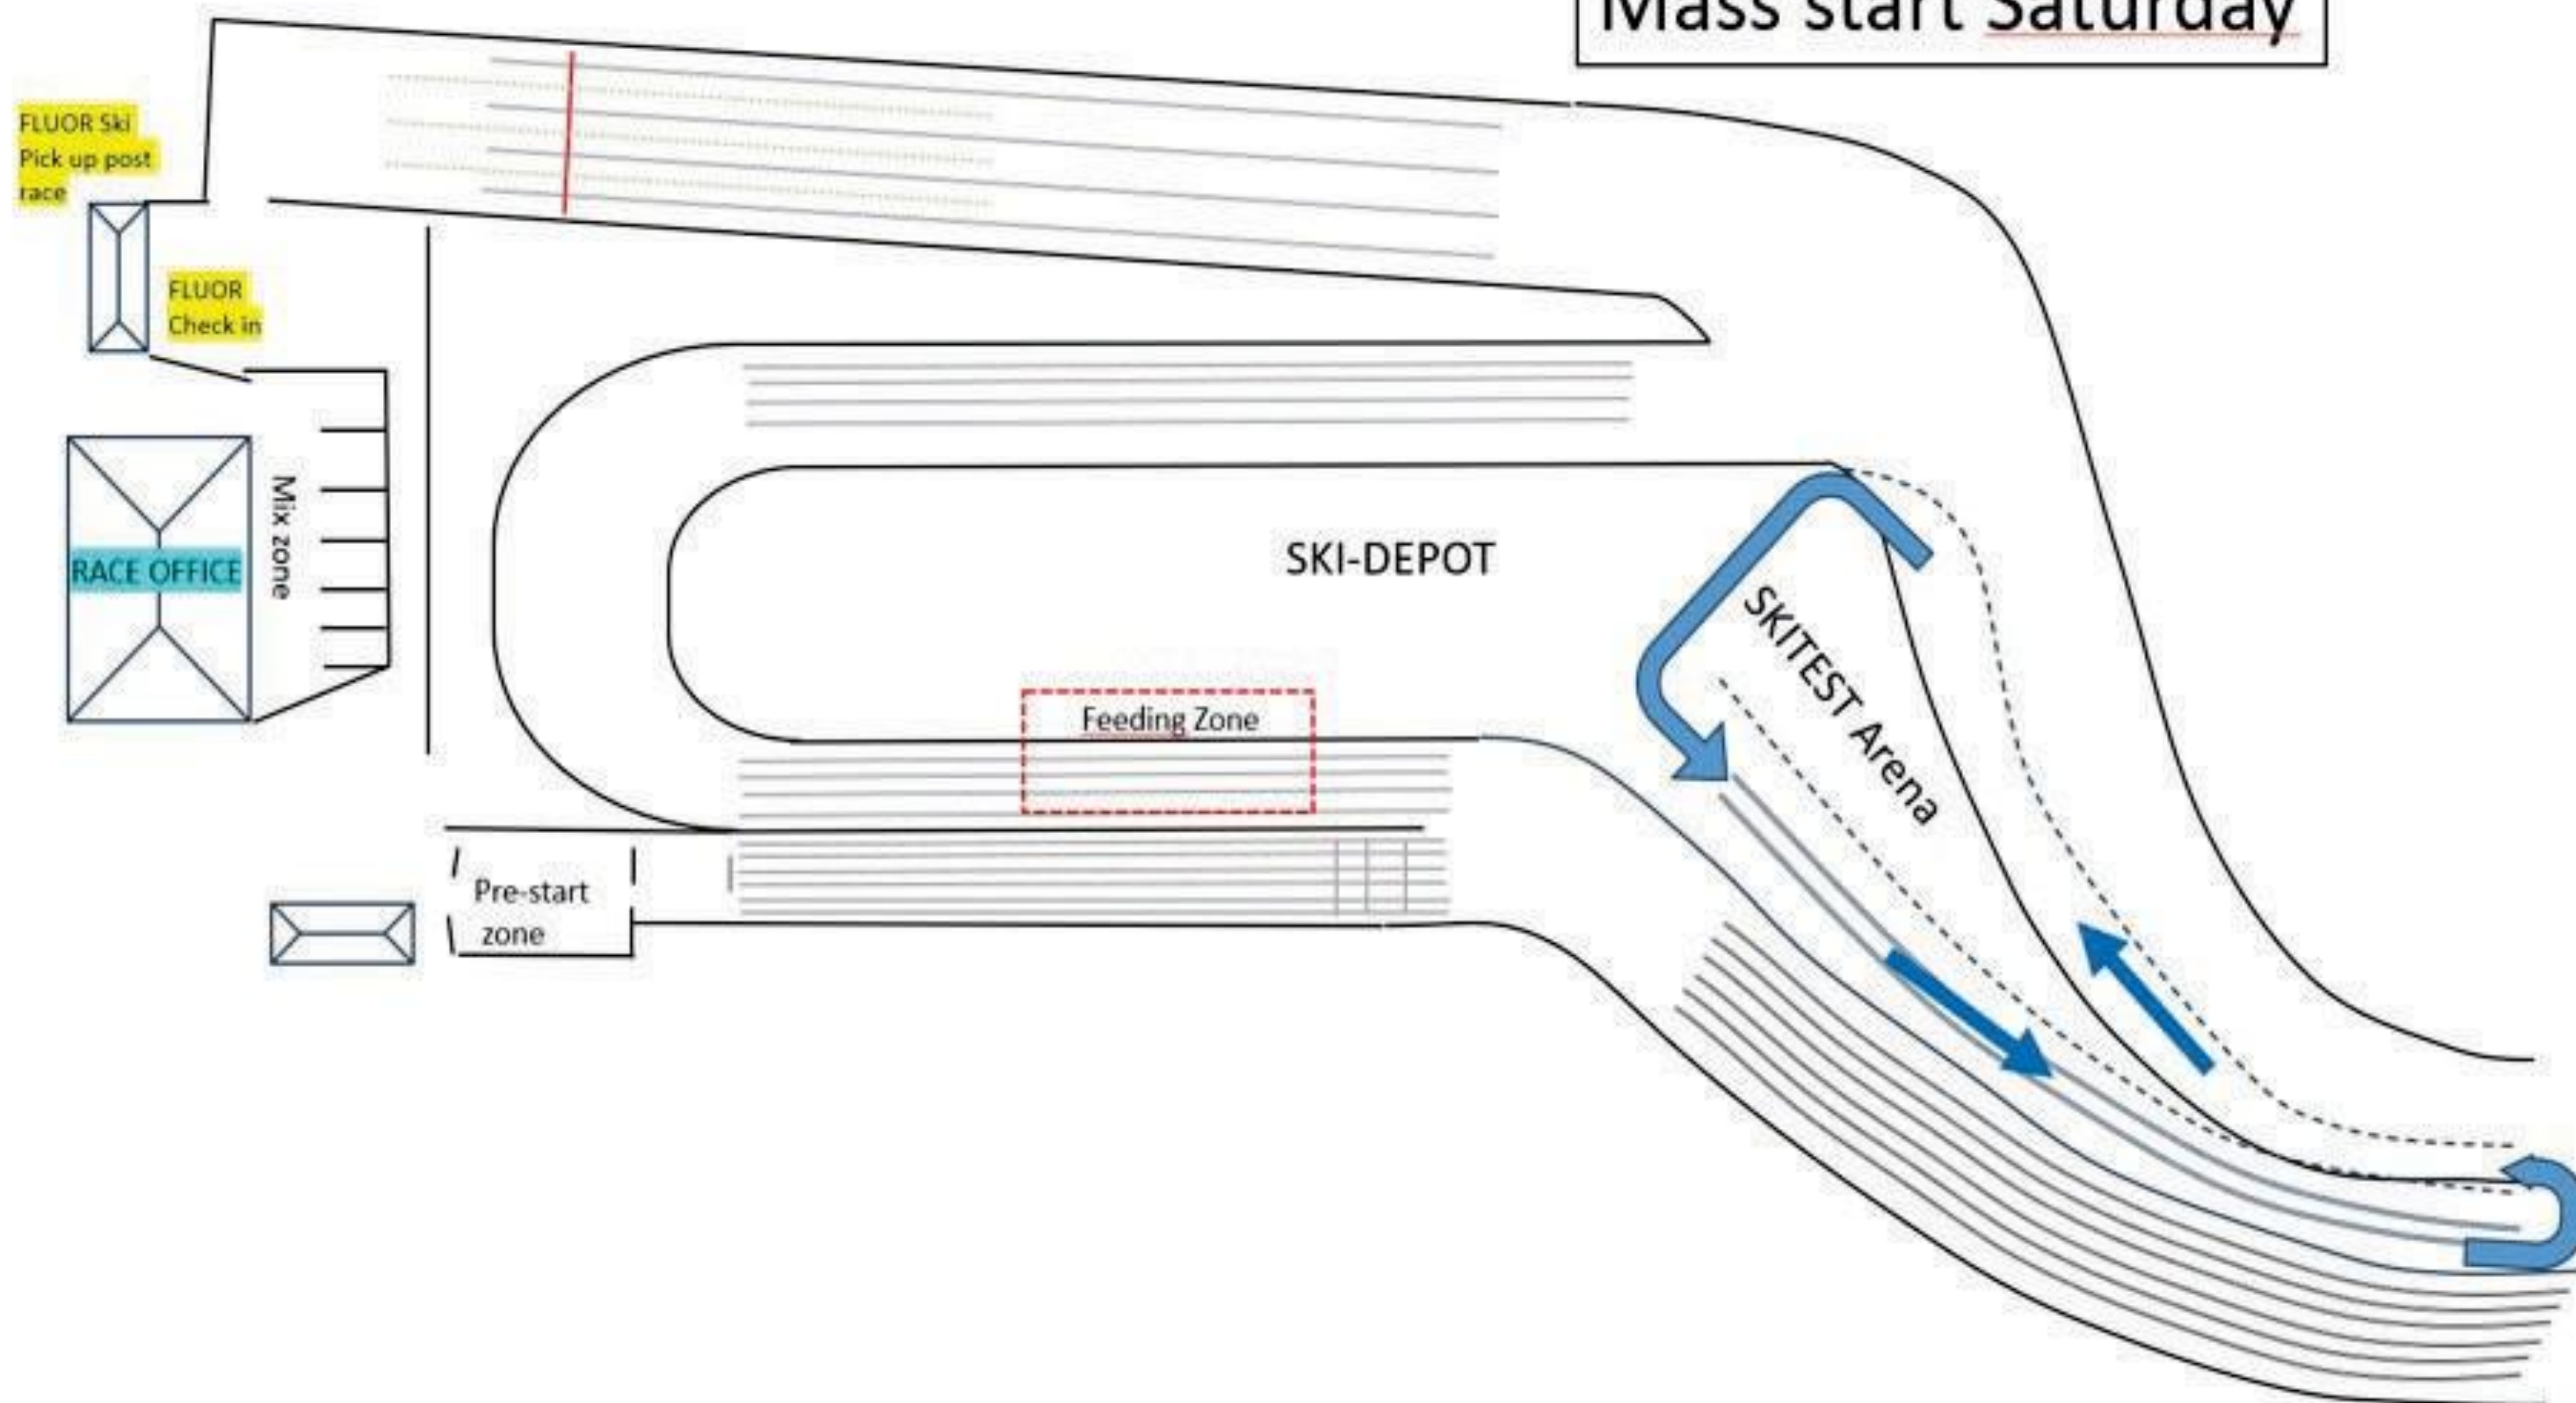 Mass start Saturday
FLUOR Ski
Pick up post
race
FLUOR
Check in
RACE OFFICE
Mix zone
SKI-DEPOT
SKITEST Arena
Feeding Zone
Pre-start
zone